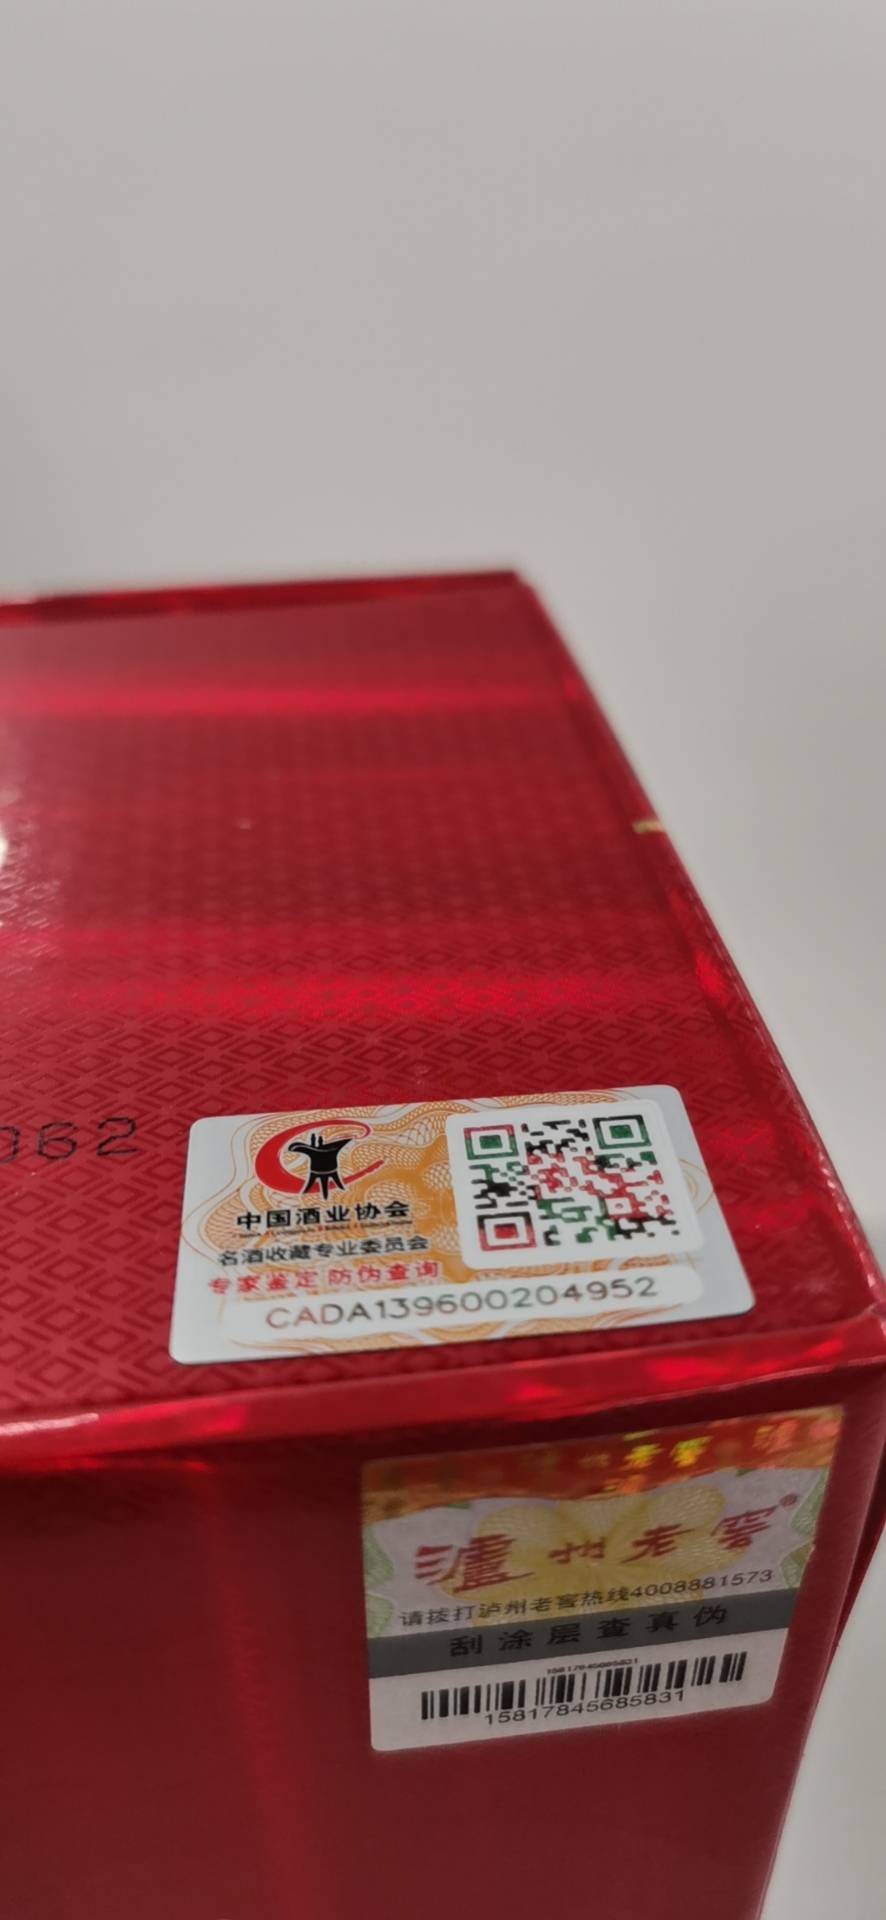 062
中国酒业协会
名酒收藏专业委员会
专家鉴定 防伪查询
CADA139600204952
泸州老窖®
请拨打泸州老窖热线4008881573
刮涂层查真伪
15817845685831